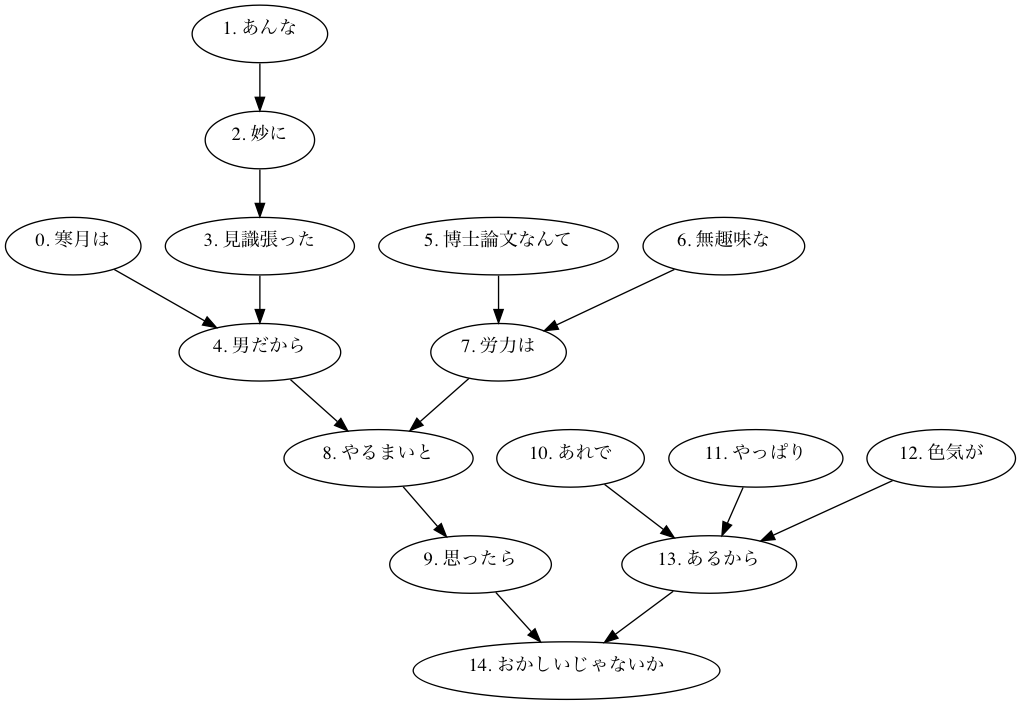 1. あんな
2. 妙に
0. 寒月は
3. 見識張った
5. 博士論文なんて
6. 無趣味な
4. 男だから
7. 労力は
8. やるまいと
10. あれで
11. やっぱり
12. 色気が
9. 思ったら
13. あるから
14. おかしいじゃないか